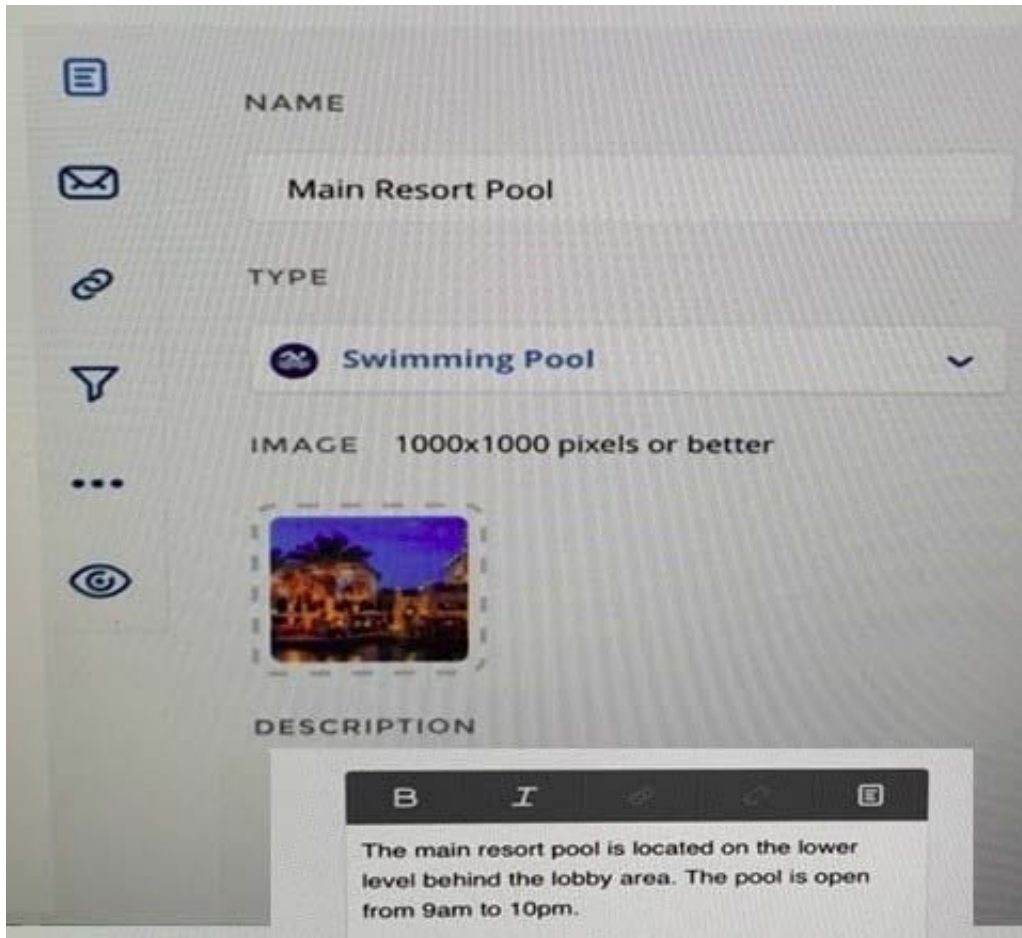 NAME
Main Resort Pool
TYPE
Swimming Pool
IMAGE 1000x1000 pixels or better
DESCRIPTION
B I
The main resort pool is located on the lower
level behind the lobby area. The pool is open
from 9am to 10pm.